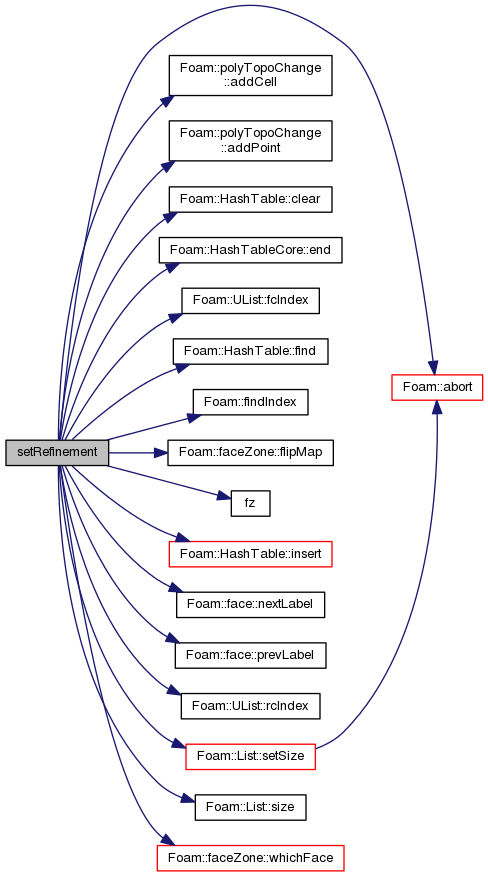 Foam::polyTopoChange
::addCell
Foam::polyTopoChange
::addPoint
Foam::HashTable::clear
Foam::HashTableCore::end
Foam::UList::fcIndex
Foam::HashTable::find
Foam::abort
Foam::findIndex
setRefinement
Foam::faceZone::flipMap
fz
Foam::HashTable::insert
Foam::face::nextLabel
Foam::face::prevLabel
Foam::UList::rcIndex
Foam::List::setSize
Foam::List::size
Foam::faceZone::whichFace